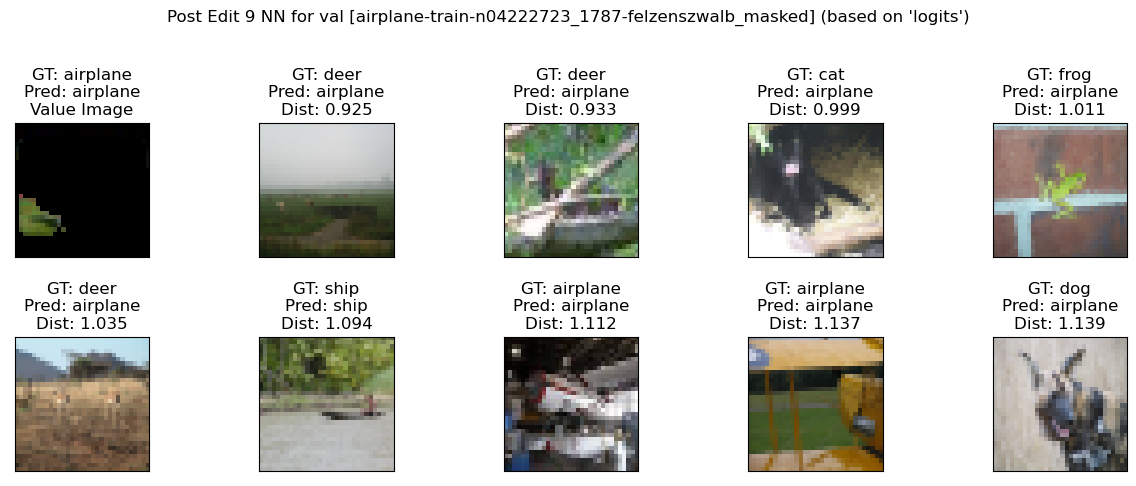 Post Edit 9 NN for val [airplane-train-n04222723_1787-felzenszwalb_masked] (based on 'logits')
GT: airplane
Pred: airplane
Value Image
GT: deer
Pred: airplane
Dist: 0.925
GT: deer
Pred: airplane
Dist: 0.933
GT: cat
Pred: airplane
Dist: 0.999
GT: frog
Pred: airplane
Dist: 1.011
GT: deer
Pred: airplane
Dist: 1.035
GT: ship
Pred: ship
Dist: 1.094
GT: airplane
Pred: airplane
Dist: 1.112
GT: airplane
Pred: airplane
Dist: 1.137
GT: dog
Pred: airplane
Dist: 1.139